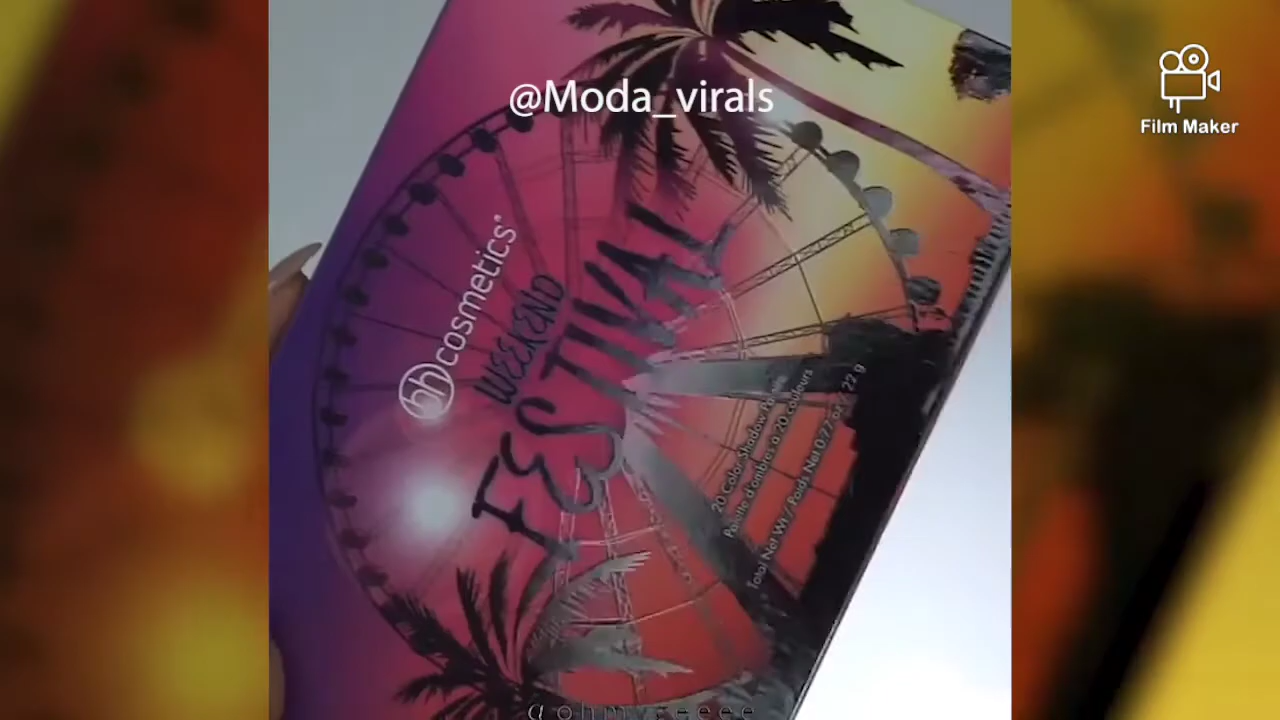 @Moda_virals
Film Maker
bh cosmetics®
WEEKEND
FESTIVAL
20 Color Shadow Palette
Palette d'ombres à 20 couleurs
Total Net Wt / Poids Net 0.77 oz / 22 g
@ohmygeeee